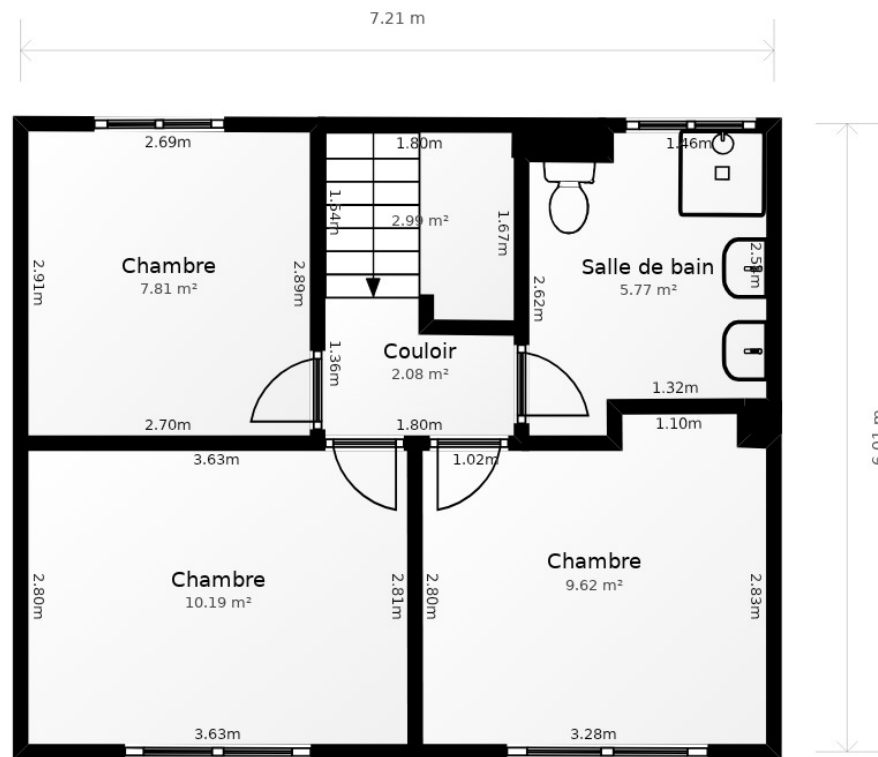 7.21 m
2.69m
1.80m
1.46m
1.54m
2.99 m²
1.67m
Chambre
7.81 m²
2.91m
2.89m
Salle de bain
5.77 m²
2.62m
Couloir
2.08 m²
1.36m
1.32m
2.70m
1.80m
1.10m
3.63m
1.02m
6.01 m
Chambre
10.19 m²
2.80m
2.81m
Chambre
9.62 m²
2.80m
2.83m
3.63m
3.28m